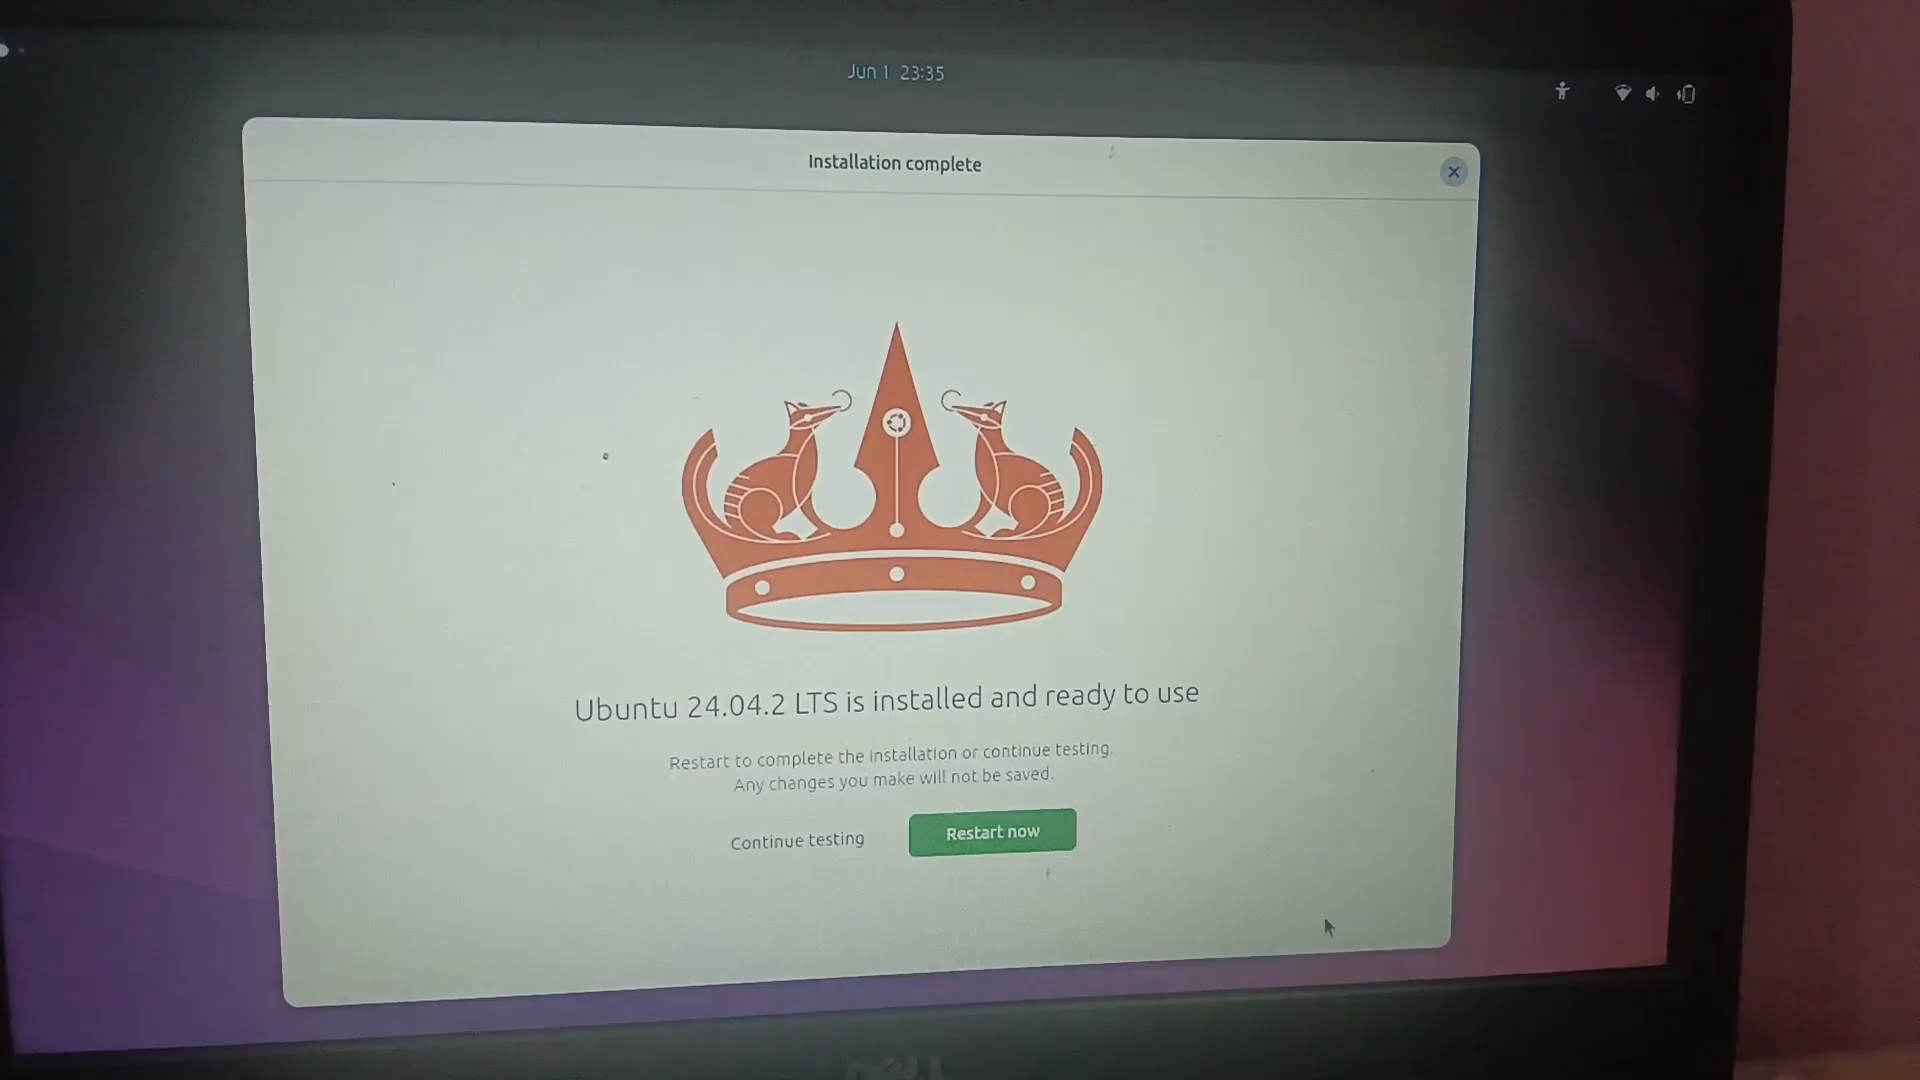 Jun 1 23:35
Installation complete
Ubuntu 24.04.2 LTS is installed and ready to use
Restart to complete the installation or continue testing.
Any changes you make will not be saved.
Continue testing
Restart now
DELL